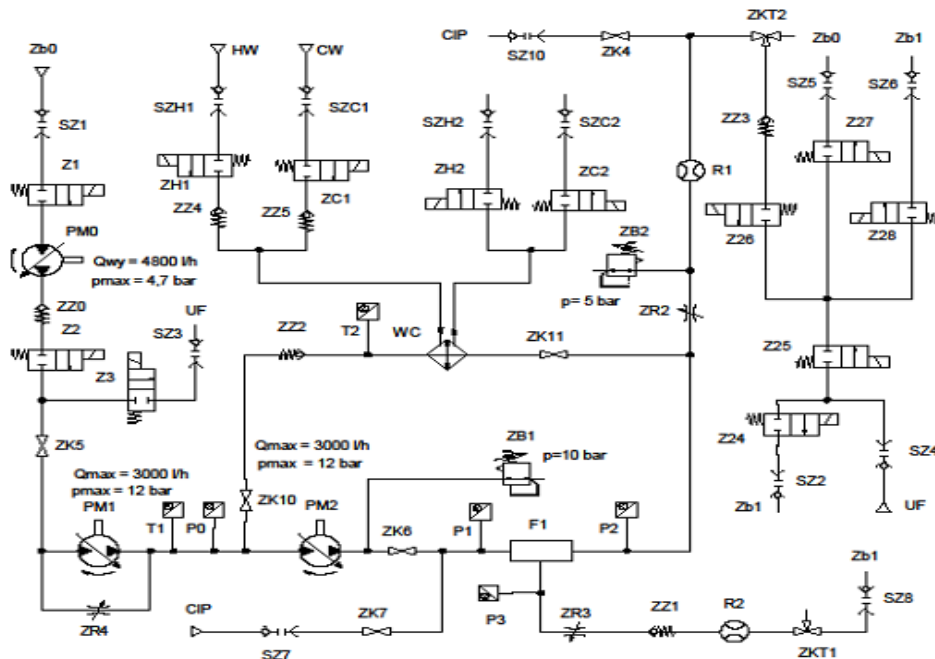 CIP
ZKT2
Zb0
HW
CW
SZ10
ZK4
Zb0
Zb1
SZ5
SZ6
SZH1
SZC1
SZ1
SZH2
SZC2
ZZ3
Z27
Z1
ZH1
ZC1
ZH2
ZC2
R1
ZZ4
ZZ5
PM0
Z26
Z28
Qwy = 4800 l/h
pmax = 4,7 bar
ZB2
p= 5 bar
ZZ0
UF
Z2
SZ3
T2
WC
ZR2
ZZ2
ZK11
Z3
Z25
ZK5
Qmax = 3000 l/h
pmax = 12 bar
ZB1
p=10 bar
Z24
SZ4
Qmax = 3000 l/h
pmax = 12 bar
ZK10
SZ2
Zb1
UF
PM1
T1
P0
PM2
ZK6
P1
F1
P2
Zb1
SZ8
CIP
ZK7
P3
ZR3
ZZ1
R2
ZR4
SZ7
ZKT1